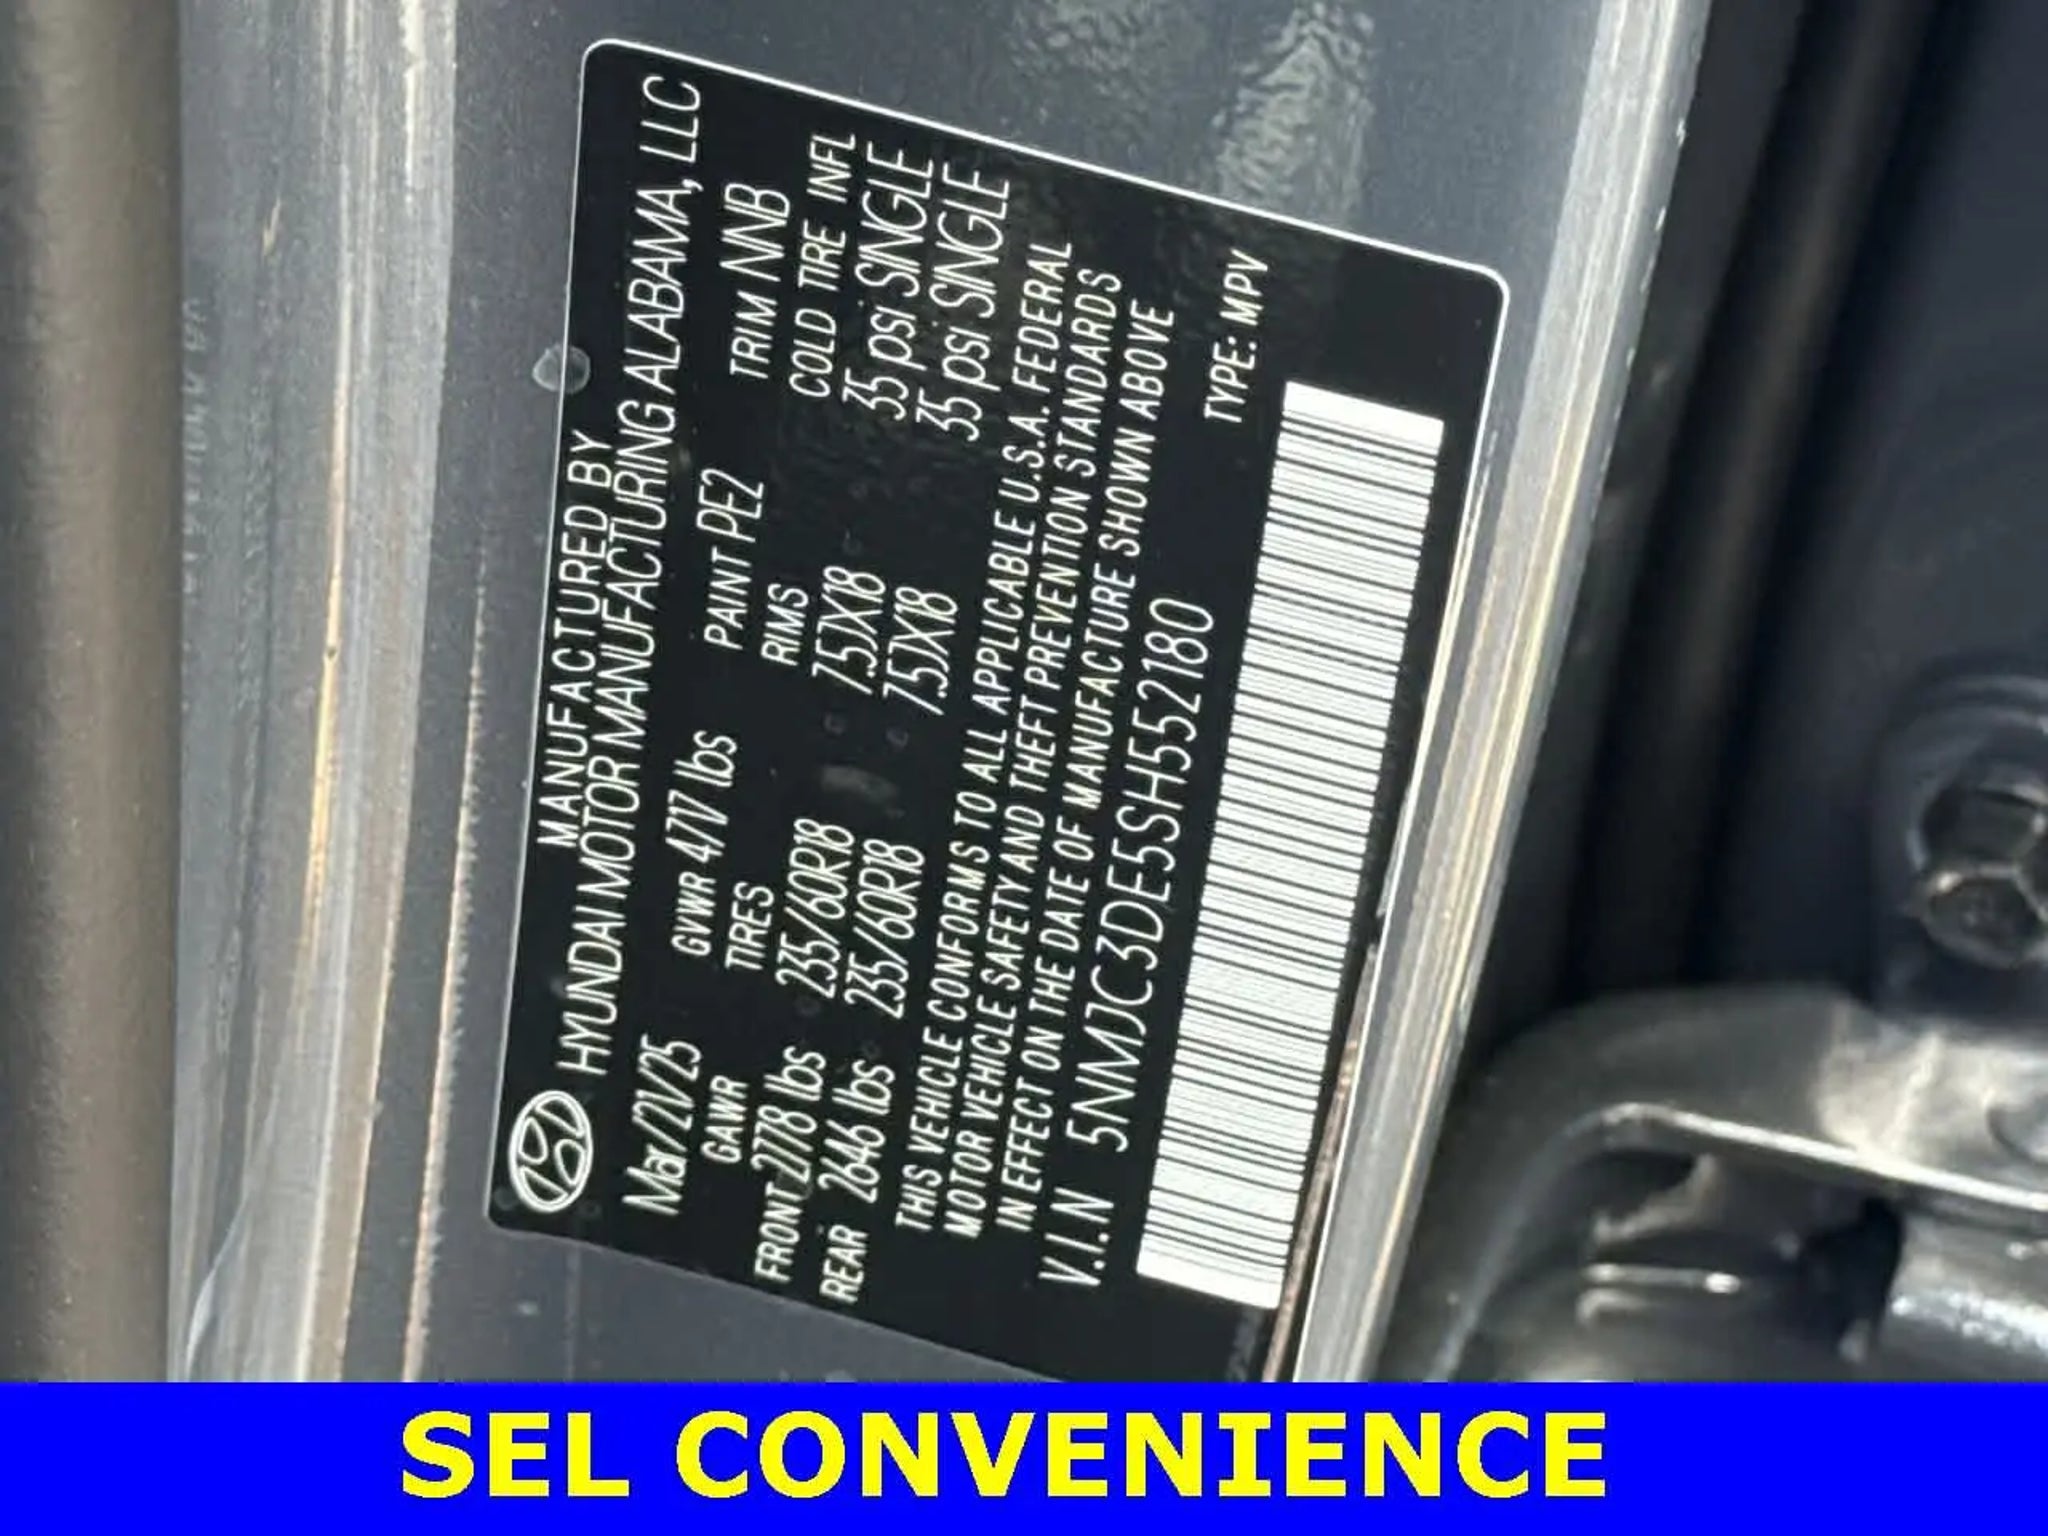 MANUFACTURED BY
HYUNDAI MOTOR MANUFACTURING ALABAMA, LLC
Mar/21/25 GVWR 4717 lbs PAINT PE2 TRIM NNB
GAWR TIRES RIMS COLD TIRE INFL
FRONT 2778 lbs 235/60R18 7.5JX18 35 psi SINGLE
REAR 2646 lbs 235/60R18 7.5JX18 35 psi SINGLE
THIS VEHICLE CONFORMS TO ALL APPLICABLE U.S.A. FEDERAL
MOTOR VEHICLE SAFETY AND THEFT PREVENTION STANDARDS
IN EFFECT ON THE DATE OF MANUFACTURE SHOWN ABOVE
V.I.N 5NMJC3DE5SH552180 TYPE: MPV
SEL CONVENIENCE